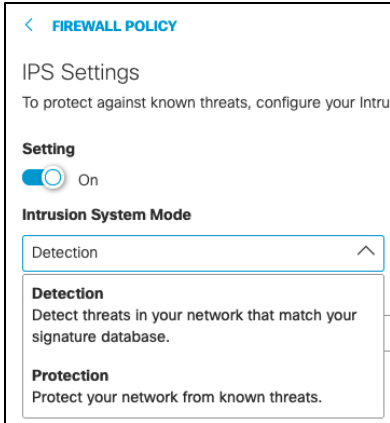 FIREWALL POLICY
IPS Settings
To protect against known threats, configure your
Setting
On
Intrusion System Mode
Detection
Detection
Detect threats in your network that match your
signature database.
Protection
Protect your network from known threats.